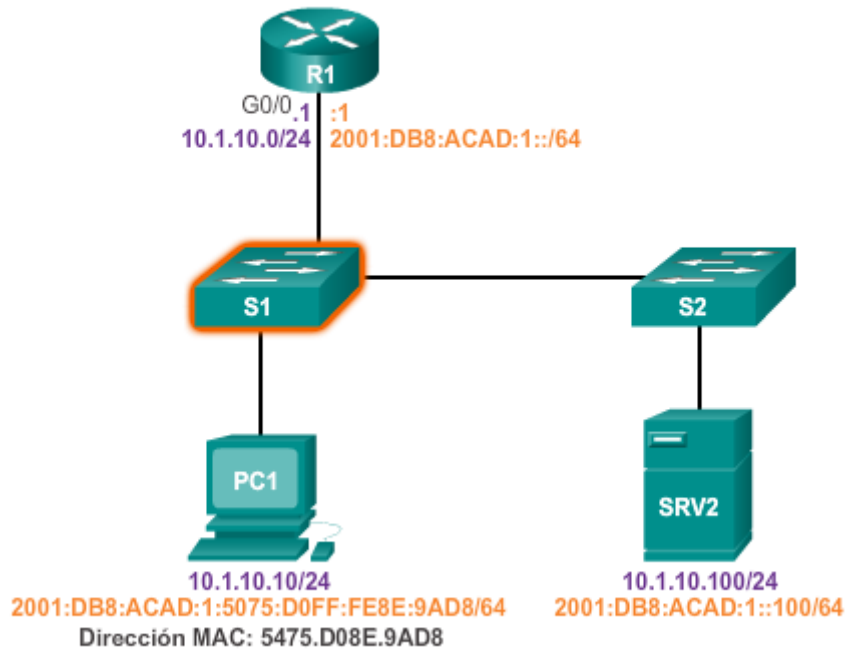 R1
G0/0 .1 :1
10.1.10.0/24 2001:DB8:ACAD:1::/64
S1 S2
PC1 SRV2
10.1.10.10/24 10.1.10.100/24
2001:DB8:ACAD:1:5075:D0FF:FE8E:9AD8/64 2001:DB8:ACAD:1::100/64
Dirección MAC: 5475.D08E.9AD8